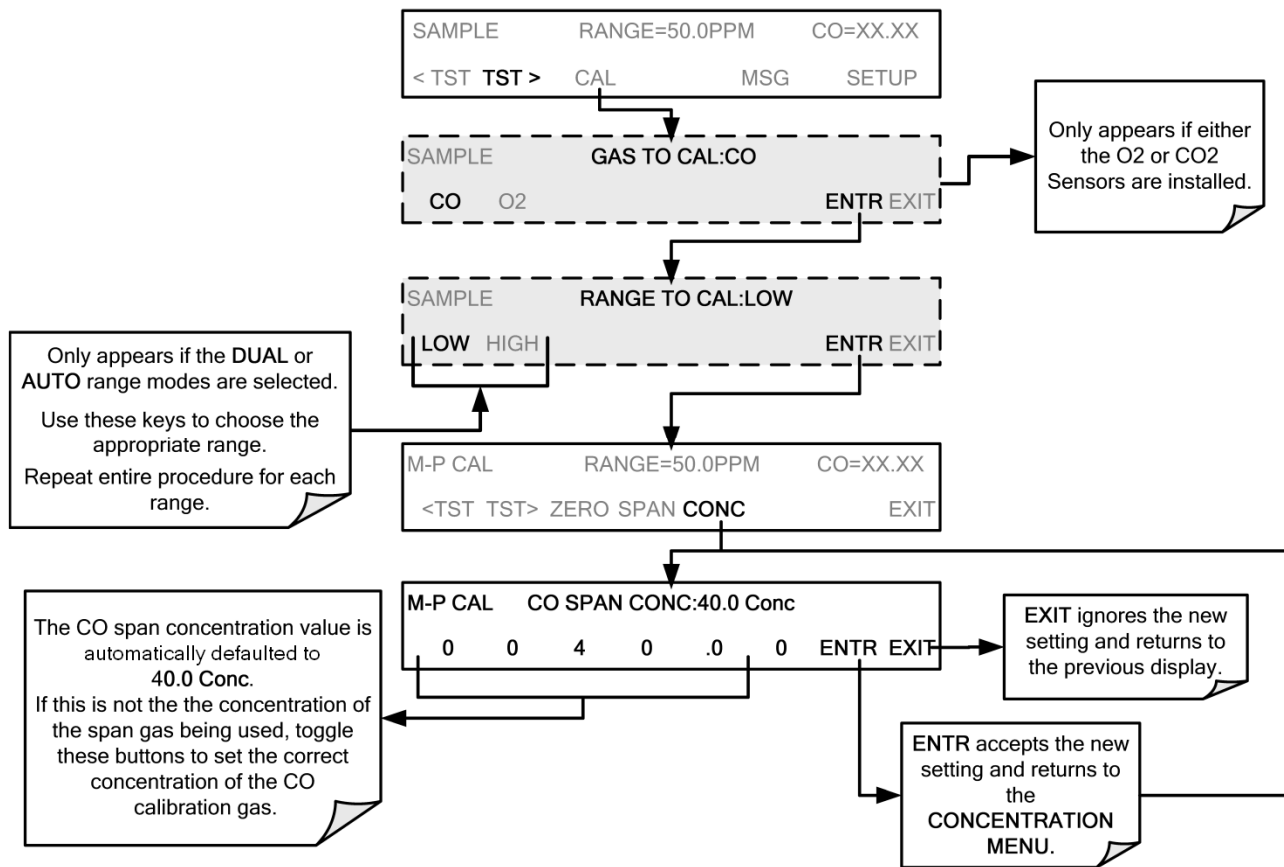 SAMPLE RANGE=50.0PPM CO=XX.XX
< TST TST > CAL MSG SETUP
Only appears if either
the O2 or CO2
Sensors are installed.
SAMPLE GAS TO CAL:CO
CO O2 ENTR EXIT
SAMPLE RANGE TO CAL:LOW
LOW HIGH ENTR EXIT
Only appears if the DUAL or
AUTO range modes are selected.
Use these keys to choose the
appropriate range.
Repeat entire procedure for each
range.
M-P CAL RANGE=50.0PPM CO=XX.XX
<TST TST> ZERO SPAN CONC EXIT
M-P CAL CO SPAN CONC:40.0 Conc
0 0 4 0 .0 0 ENTR EXIT
The CO span concentration value is
automatically defaulted to
40.0 Conc.
If this is not the the concentration of
the span gas being used, toggle
these buttons to set the correct
concentration of the CO
calibration gas.
EXIT ignores the new
setting and returns to
the previous display.
ENTR accepts the new
setting and returns to
the
CONCENTRATION
MENU.